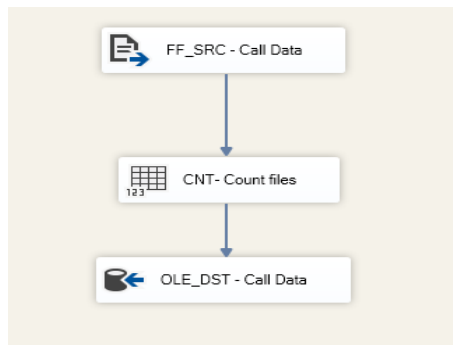 FF_SRC - Call Data
123
CNT- Count files
OLE_DST - Call Data